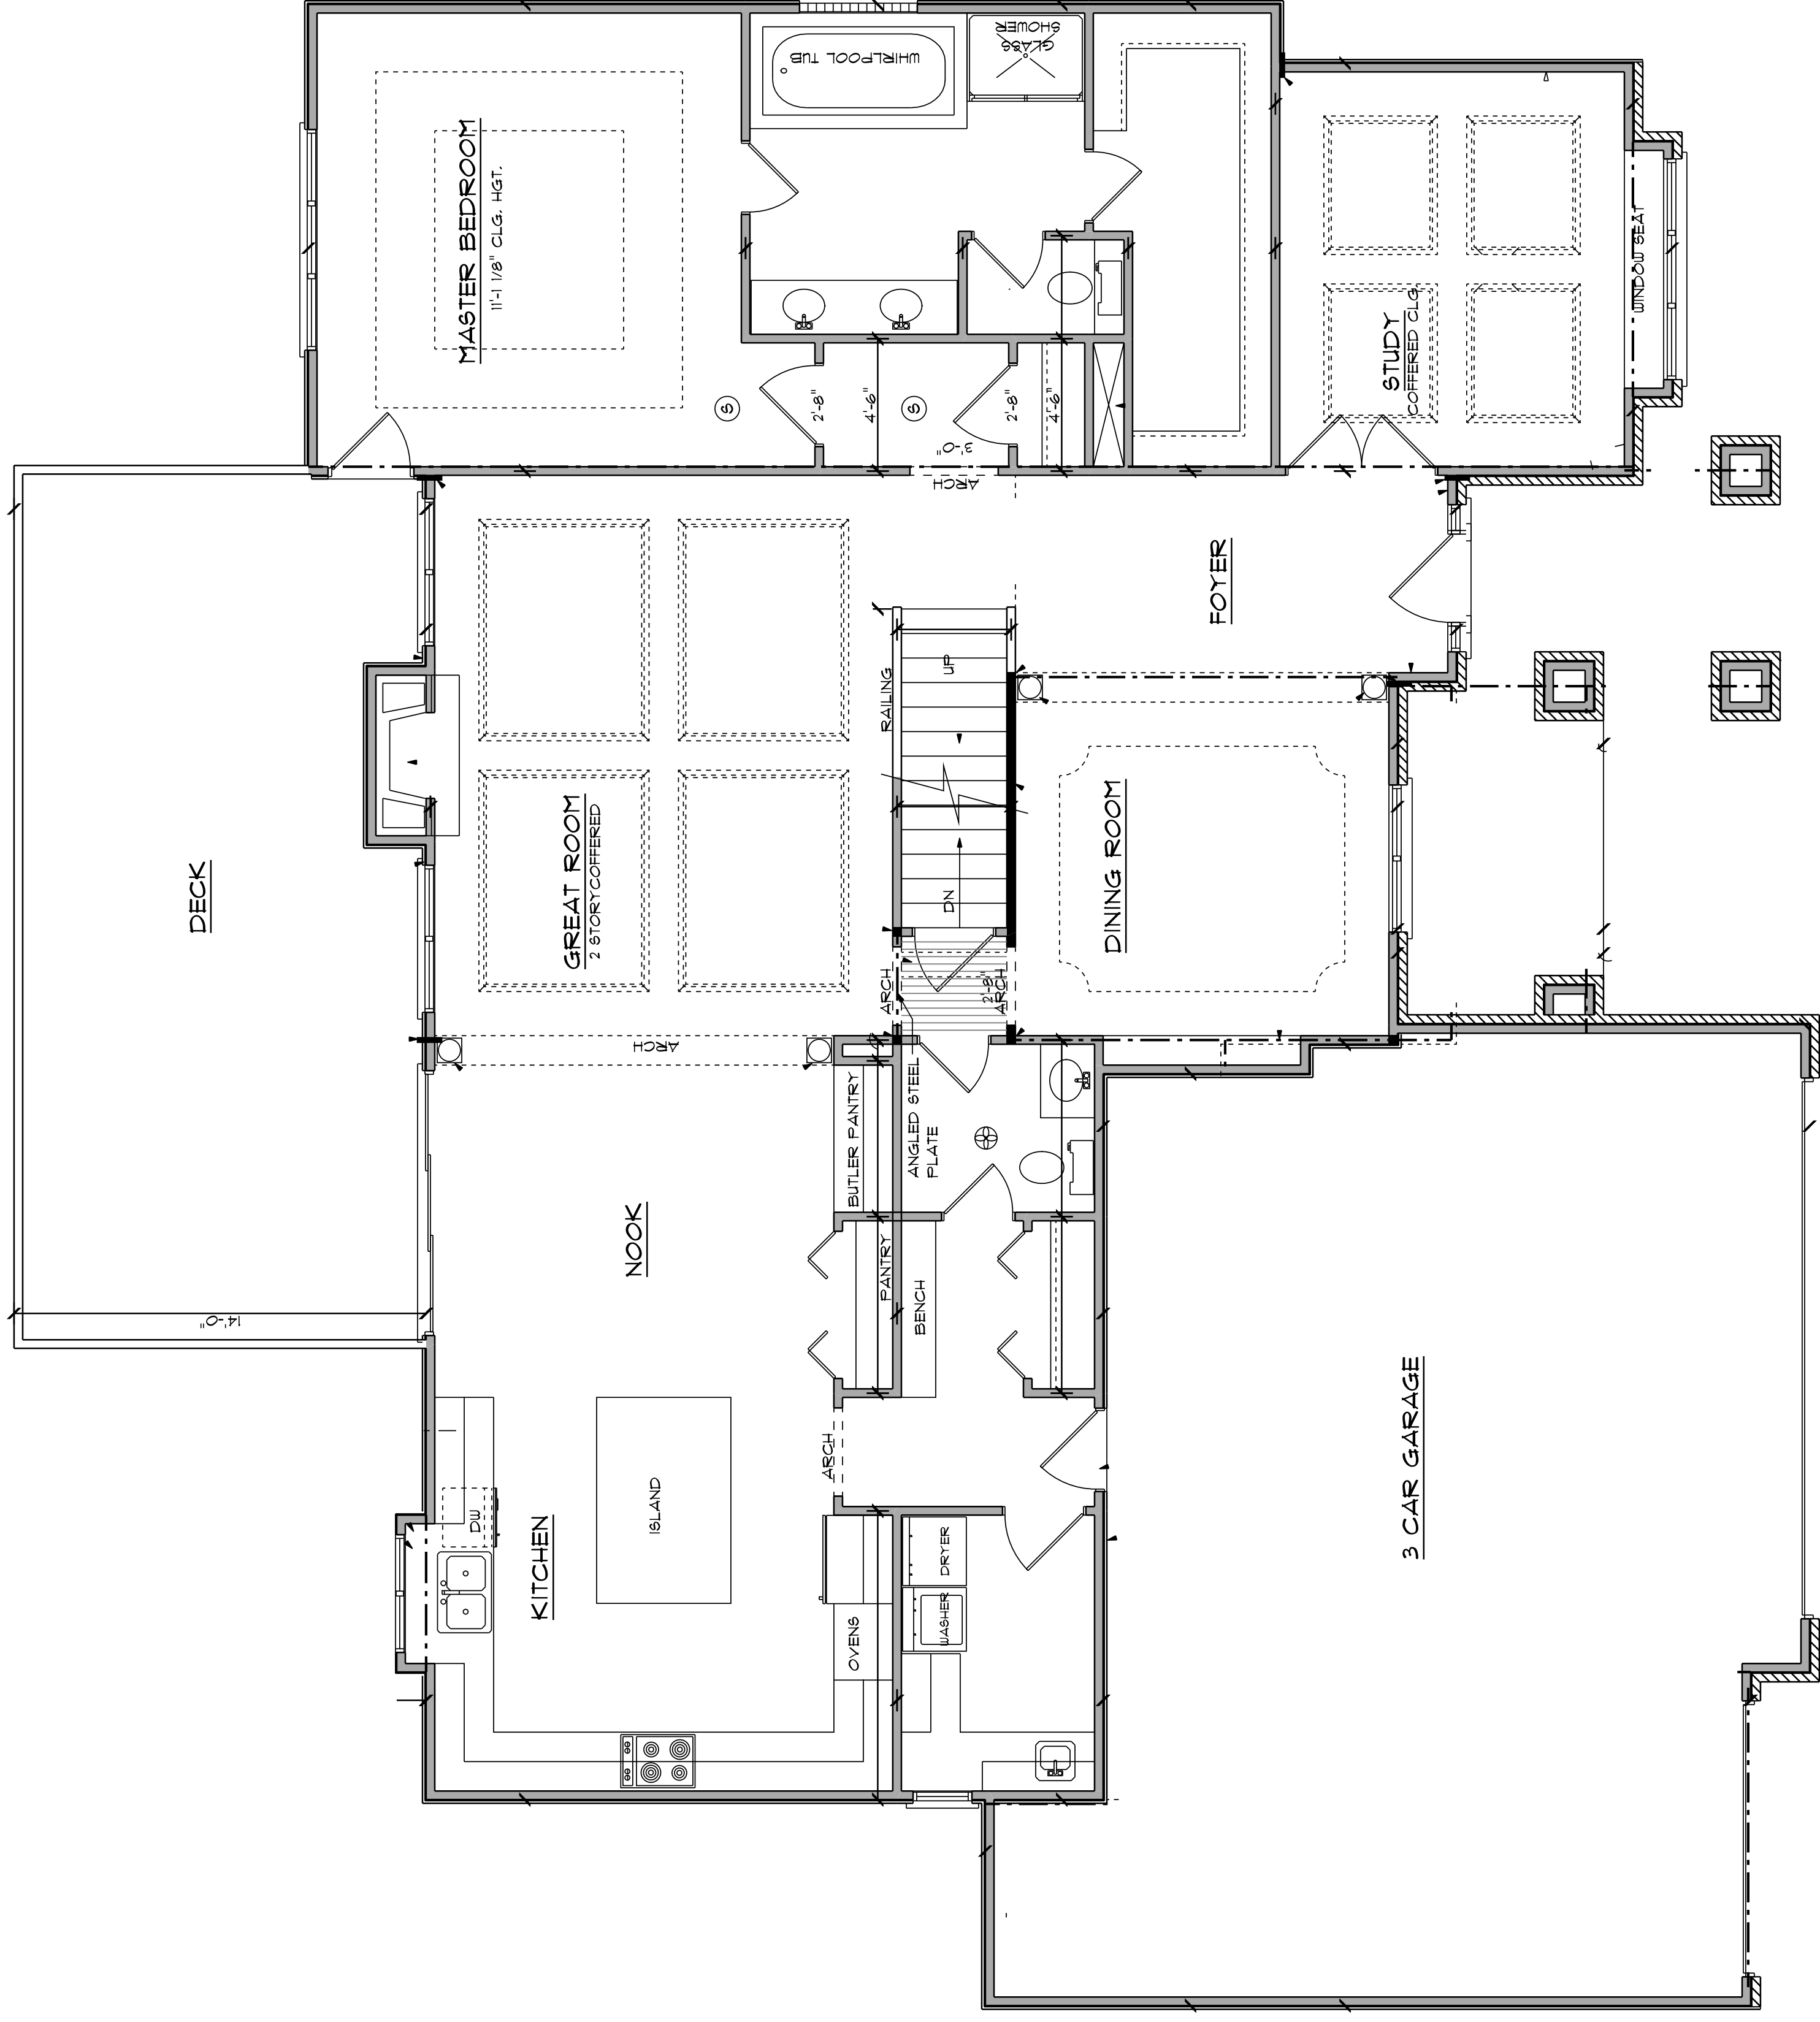 WHIRLPOOL TUB
GLASS
SHOWER
MASTER BEDROOM
11'-1 1/8" CLG. HGT.
STUDY
COFFERED CLG.
WINDOW SEAT
S
2'-8"
4'-6"
S
2'-8"
4'-6"
3'-0"
ARCH
FOYER
UP
RAILING
DN
DECK
GREAT ROOM
2 STORY COFFERED
DINING ROOM
ARCH
2'-8"
ARCH
ARCH
BUTLER PANTRY
ANGLED STEEL
PLATE
NOOK
PANTRY
BENCH
14'-0"
ARCH
3 CAR GARAGE
DW
KITCHEN
ISLAND
OVENS
DRYER
WASHER